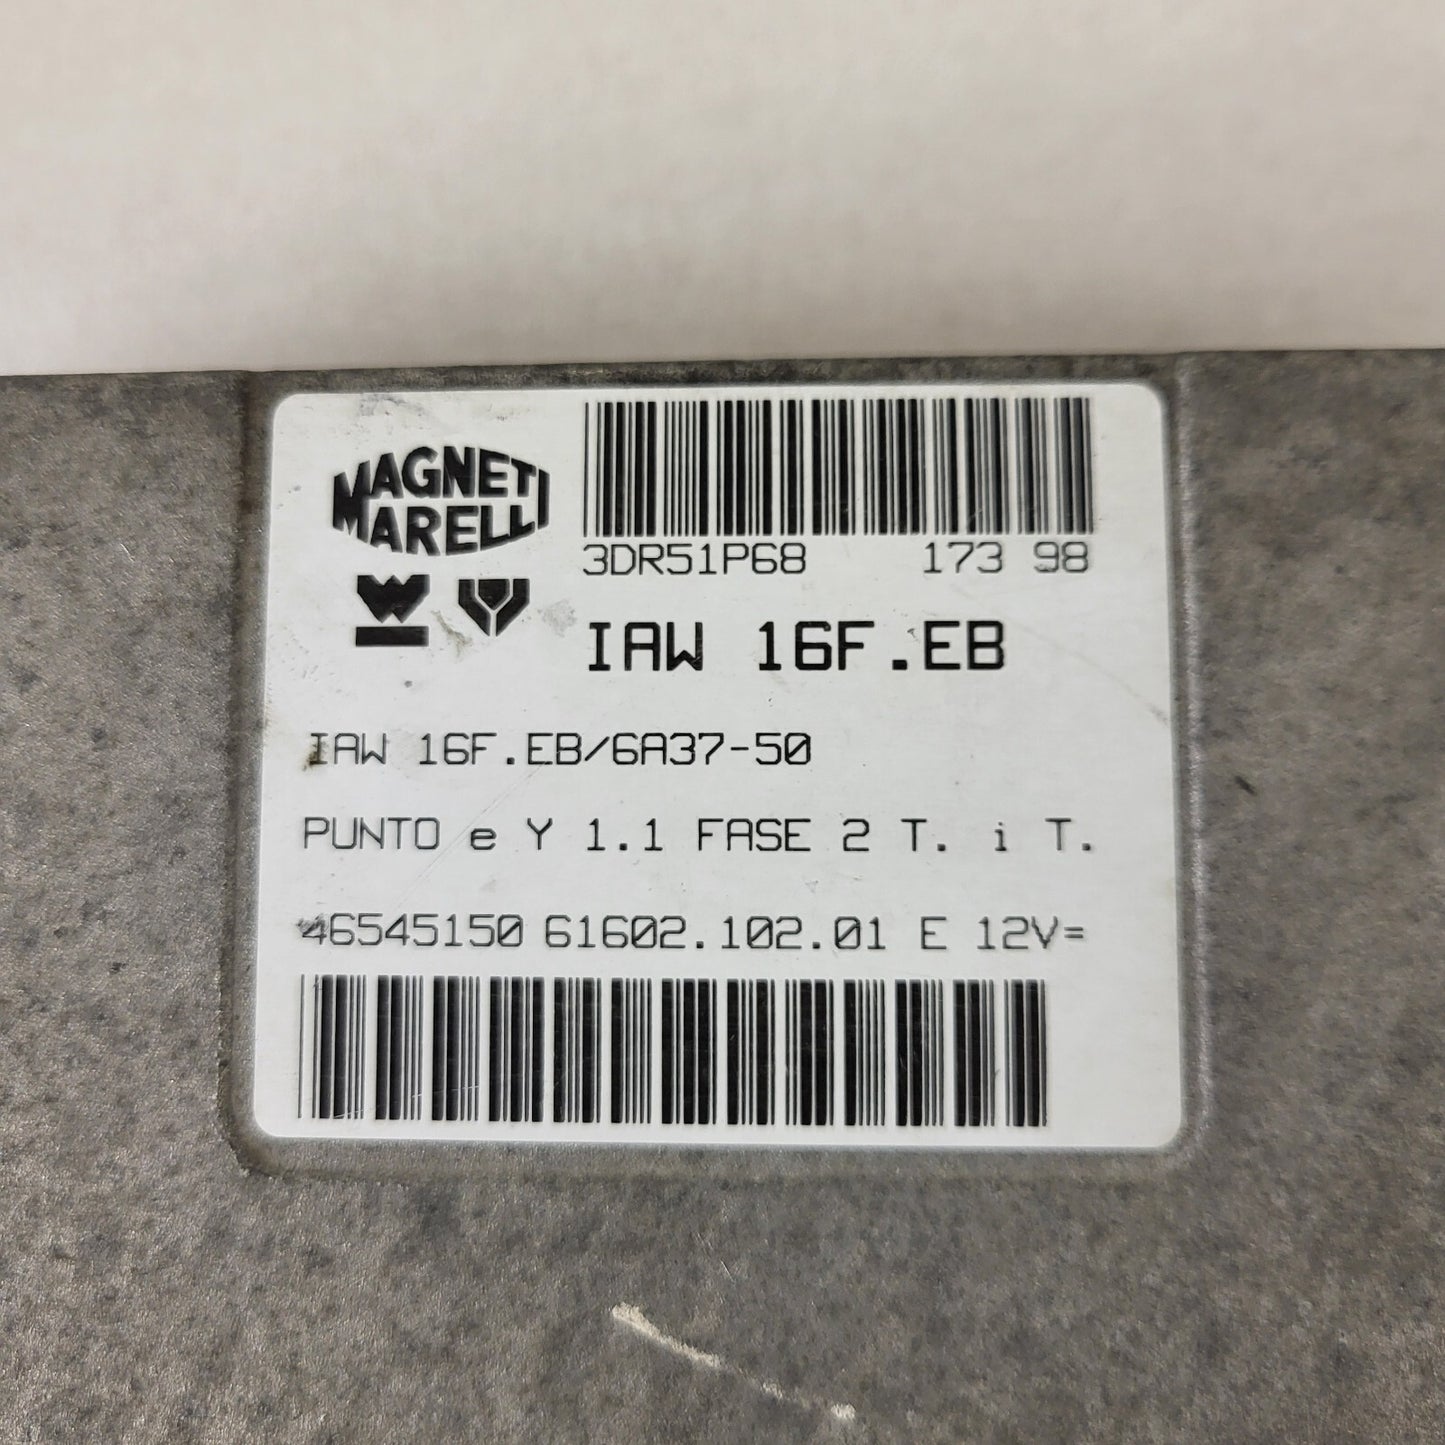 MAGNETI
MARELLI
3DR51P68 173 98
IAW 16F.EB
IAW 16F.EB/6A37-50
PUNTO e Y 1.1 FASE 2 T. i T.
46545150 61602.102.01 E 12V=